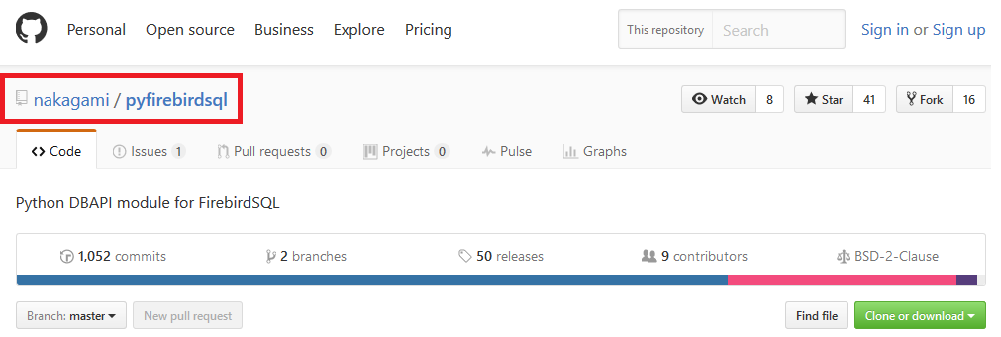 Personal Open source Business Explore Pricing This repository Search Sign in or Sign up
nakagami / pyfirebirdsql Watch 8 Star 41 Fork 16
Code Issues 1 Pull requests 0 Projects 0 Pulse Graphs
Python DBAPI module for FirebirdSQL
1,052 commits 2 branches 50 releases 9 contributors BSD-2-Clause
Branch: master New pull request Find file Clone or download